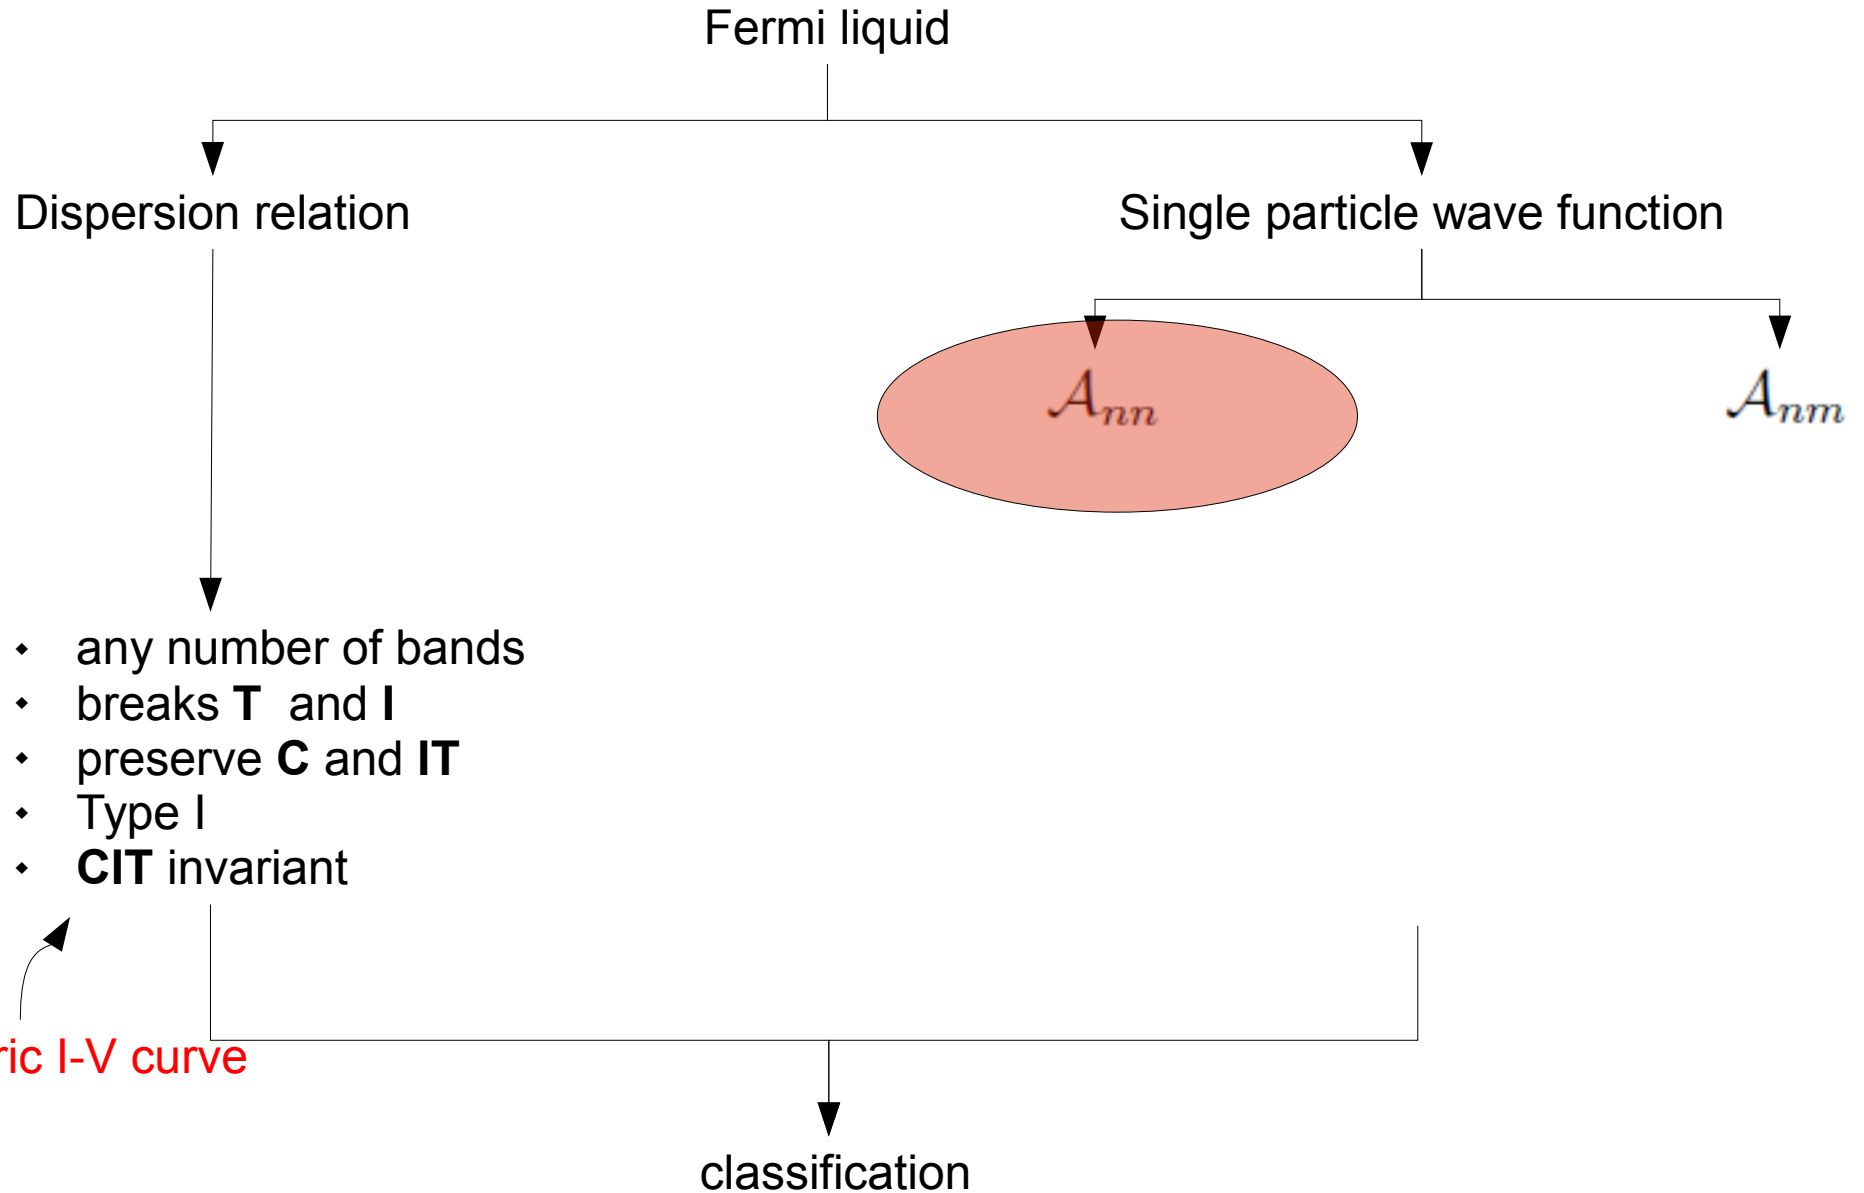 Fermi liquid
Dispersion relation
Single particle wave function
𝒜nn
𝒜nm
any number of bands
breaks T and I
preserve C and IT
Type I
CIT invariant
I-V curve
classification